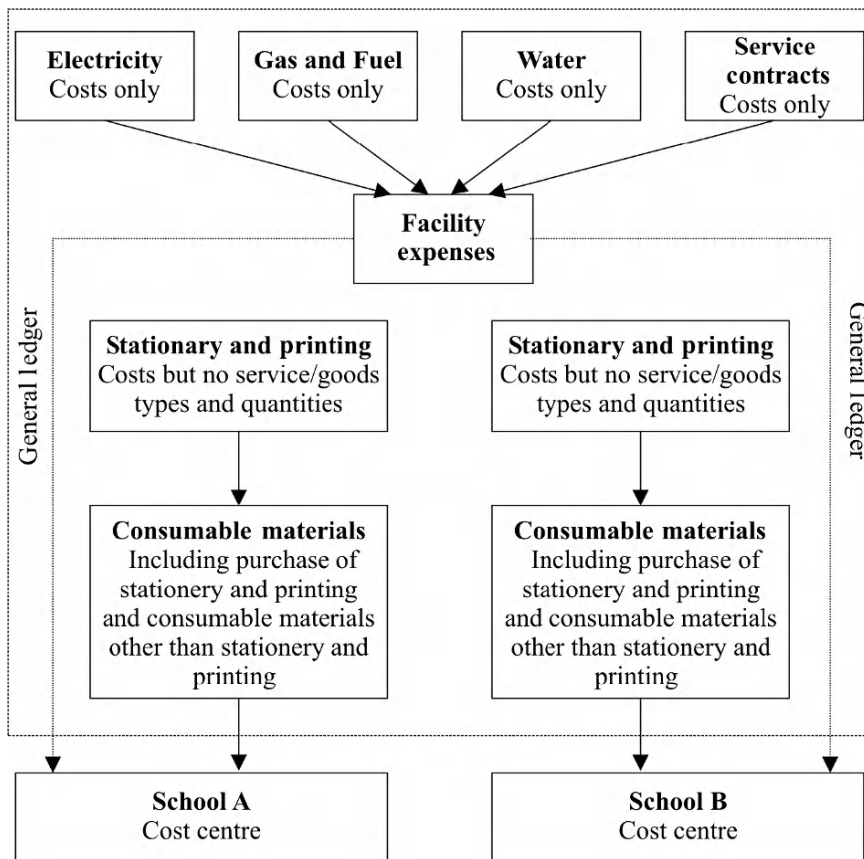 Electricity
Costs only
Gas and Fuel
Costs only
Water
Costs only
Service
contracts
Costs only
Facility
expenses
General ledger
General ledger
Stationary and printing
Costs but no service/goods
types and quantities
Stationary and printing
Costs but no service/goods
types and quantities
Consumable materials
Including purchase of
stationery and printing
and consumable materials
other than stationery and
printing
Consumable materials
Including purchase of
stationery and printing
and consumable materials
other than stationery and
printing
School A
Cost centre
School B
Cost centre